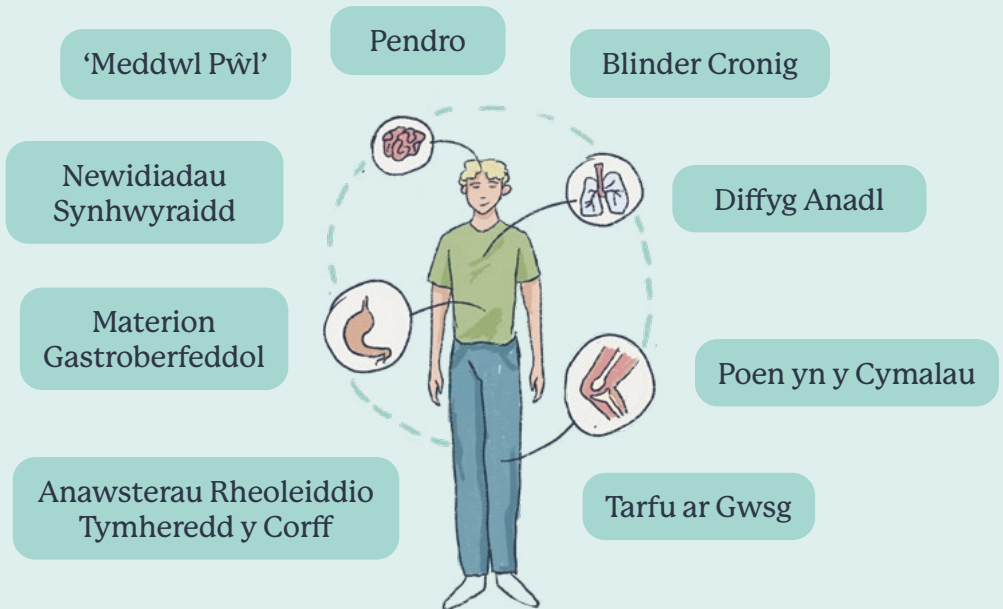 ‘Meddwl Pŵl’
Pendro
Blinder Cronig
Newidiadau
Synhwyraidd
Diffyg Anadl
Materion
Gastroberfeddol
Poen yn y Cymalau
Anawsterau Rheoleiddio
Tymheredd y Corff
Tarfu ar Gwsg